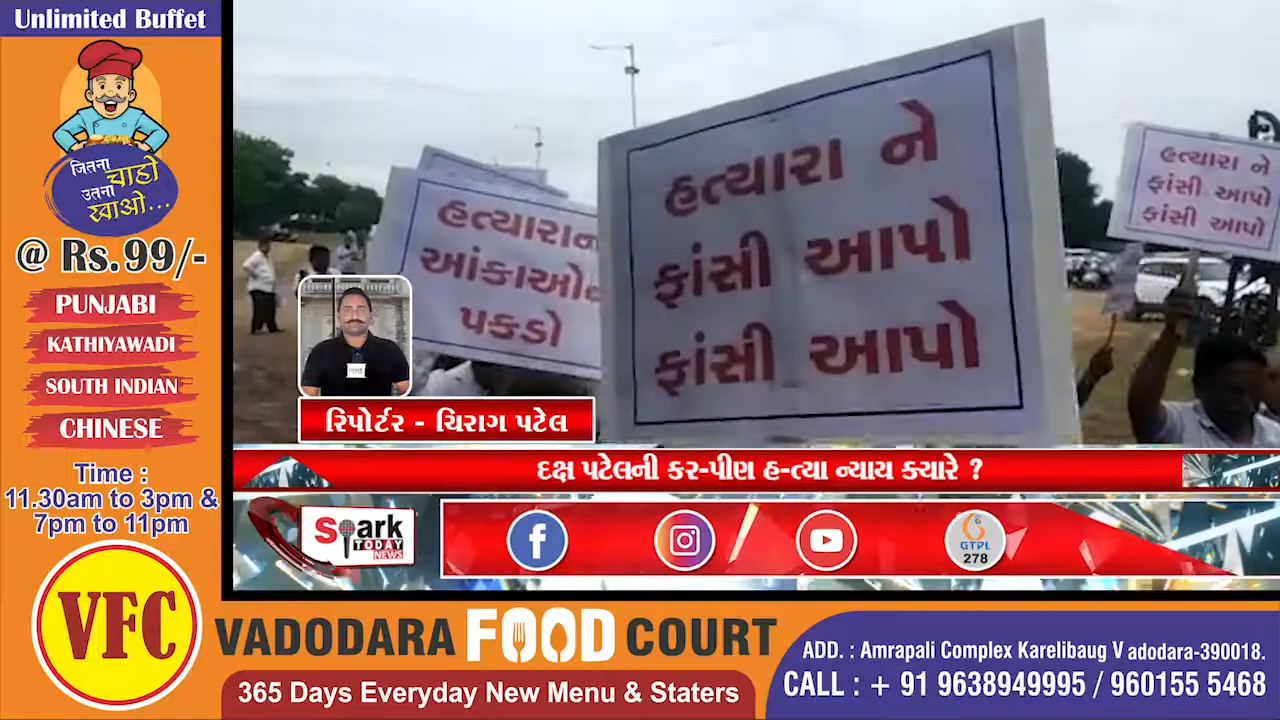 Unlimited Buffet
जितना
चाहो
उतना
खाओ...
@ Rs.99/-
PUNJABI
KATHIYAWADI
SOUTH INDIAN
CHINESE
Time :
11.30am to 3pm &
7pm to 11pm
VFC
હત્યારા ને
ફાંસી આપો
ફાંસી આપો
આંકાઓ
પકડો
હત્યારા ને
ફાંસી આપો
ફાંસી આપો
રિપોર્ટર - ચિરાગ પટેલ
દક્ષ પટેલની કર-પીણ હ-ત્યા ન્યાય ક્યારે ?
Spark
TODAY
NEWS
GTPL
278
VADODARA FOOD COURT
365 Days Everyday New Menu & Staters
ADD. : Amrapali Complex Karelibaug V adodara-390018.
CALL : + 91 9638949995 / 960155 5468